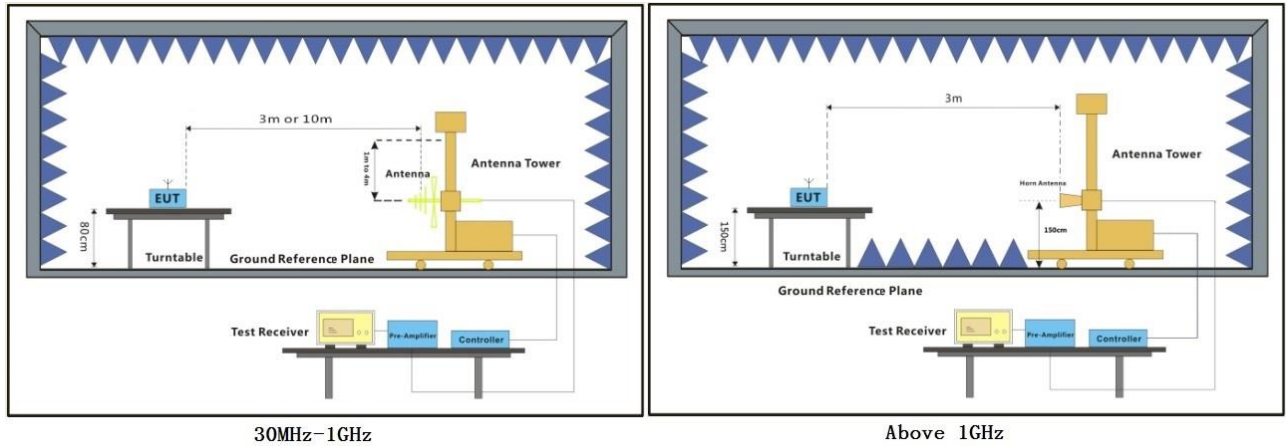 3m or 10m
1m to 4m
Antenna
Antenna Tower
EUT
80cm
Turntable
Ground Reference Plane
Test Receiver
Pre-Amplifier
Controller
30MHz-1GHz
3m
Antenna Tower
Horn Antenna
EUT
150cm
150cm
Turntable
Ground Reference Plane
Test Receiver
Pre-Amplifier
Controller
Above 1GHz